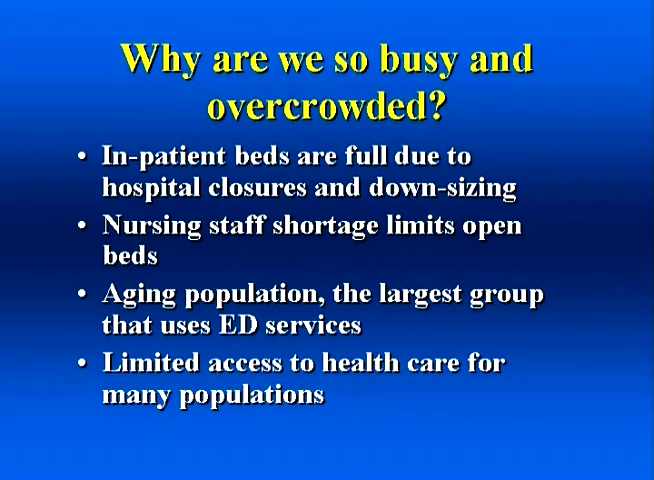 Why are we so busy and
overcrowded?
• In-patient beds are full due to
hospital closures and down-sizing
• Nursing staff shortage limits open
beds
• Aging population, the largest group
that uses ED services
• Limited access to health care for
many populations